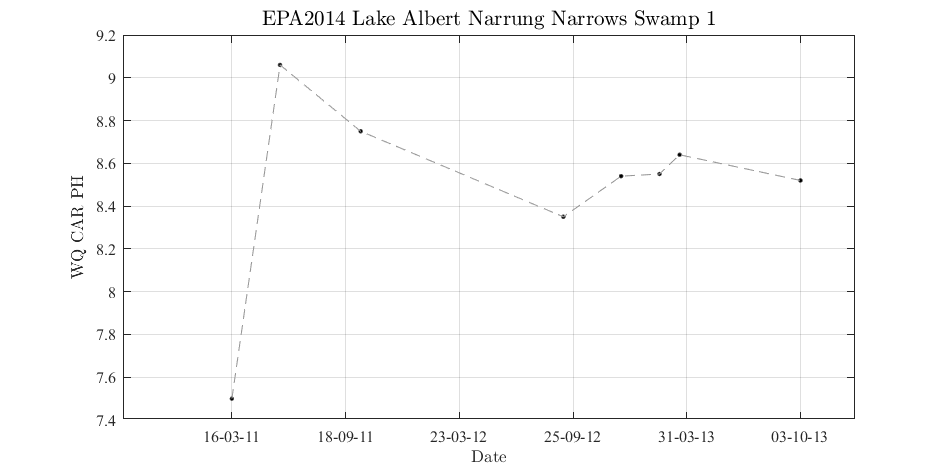 EPA2014 Lake Albert Narrung Narrows Swamp 1
9.2
9
8.8
8.6
8.4
8.2
8
7.8
7.6
7.4
WQ CAR PH
16-03-11 18-09-11 23-03-12 25-09-12 31-03-13 03-10-13
Date